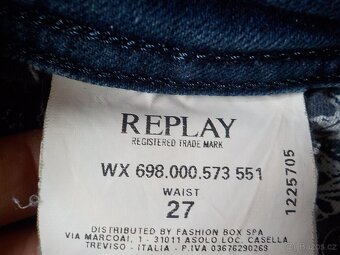 REPLAY
REGISTERED TRADE MARK
WX 698.000.573 551
WAIST
27
DISTRIBUTED BY FASHION BOX SPA
VIA MARCOAI, 1 - 31011 ASOLO LOC. CASELLA
TREVISO - ITALIA - P.IVA 03676290263
1225705